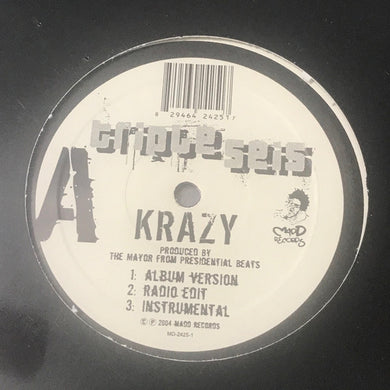 8 29464 24251 7
triple seis
A
KRAZY
MADD
RECORDS
PRODUCED BY
THE MAYOR FROM PRESIDENTIAL BEATS
1: ALBUM VERSION
2: RADIO EDIT
3: INSTRUMENTAL
© ℗ 2004 MADD RECORDS
MD-2425-1